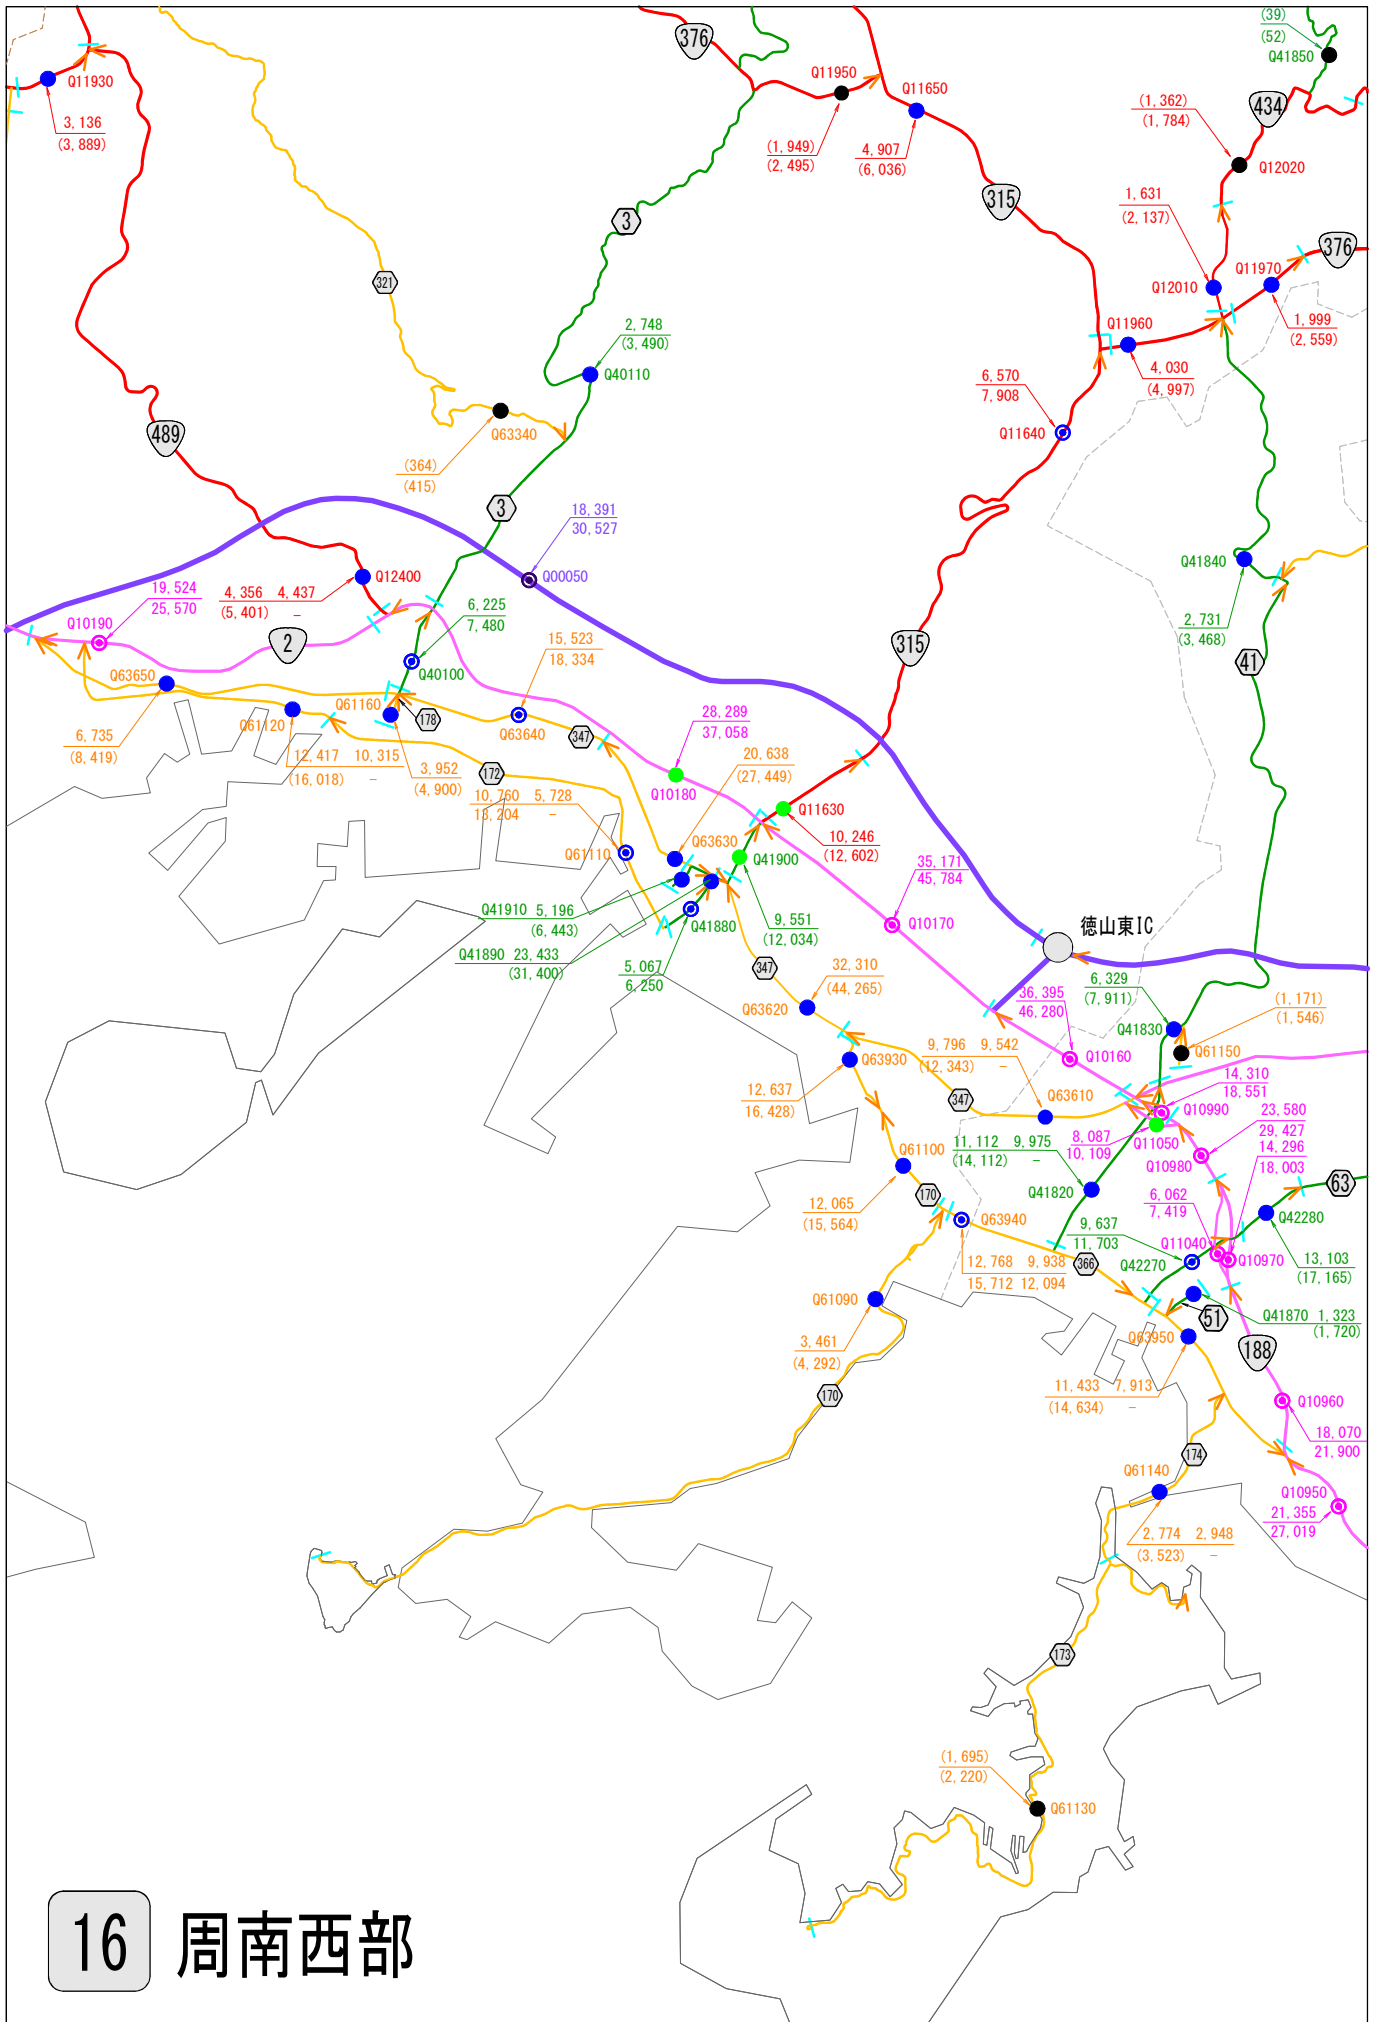 (39)
(52)
Q41850
376
Q11950
Q11650
Q11930
3,136
(3,889)
(1,949)
(2,495)
4,907
(6,036)
(1,362)
(1,784)
434
Q12020
315
3
1,631
(2,137)
376
Q11970
Q12010
1,999
(2,559)
321
2,748
(3,490)
Q40110
Q11960
4,030
(4,997)
6,570
7,908
Q11640
489
Q63340
(364)
(415)
3
18,391
30,527
Q00050
Q12400
4,356 4,437
(5,401) −
19,524
25,570
Q10190
2
6,225
7,480
Q40100
15,523
18,334
315
Q41840
2,731
(3,468)
41
Q63650
Q61120
Q61160
178
Q63640
347
6,735
(8,419)
12,417 10,315
(16,018) −
3,952
(4,900)
172
28,289
37,058
Q10180
20,638
(27,449)
10,760 5,728
13,204 −
Q61110
Q63630
Q11630
10,246
(12,602)
Q41900
35,171
45,784
Q10170
Q41910 5,196
(6,443)
Q41880
9,551
(12,034)
Q41890 23,433
(31,400)
5,067
6,250
徳山東IC
347
32,310
(44,265)
Q63620
36,395
46,280
6,329
(7,911)
(1,171)
(1,546)
Q41830
Q61150
Q10160
Q63930
9,796 9,542
(12,343) −
12,637
16,428)
347
Q63610
14,310
18,551
Q10990
23,580
29,427
8,087
10,109
Q11050
Q10980
14,296
18,003
Q61100
11,112 9,975
(14,112) −
170
Q41820
6,062
7,419
63
12,065
(15,564)
Q63940
9,637
11,703
Q11040
Q10970
Q42280
Q42270
13,103
(17,165)
12,768 9,938
15,712 12,094
366
Q61090
51
Q41870 1,323
(1,720)
3,461
(4,292)
Q63950
188
11,433 7,913
(14,634) −
170
Q10960
18,070
21,900
174
Q61140
Q10950
21,355
27,019
2,774 2,948
(3,523) −
173
(1,695)
(2,220)
Q61130
16 周南西部